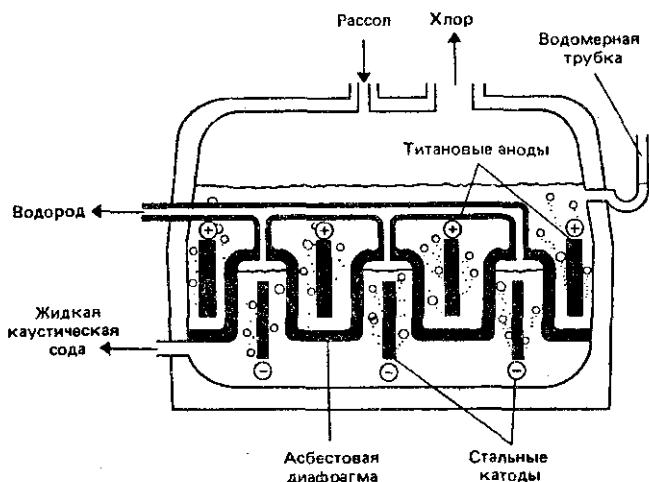 Рассол
Хлор
Водомерная
трубка
Титановые аноды
Водород
+
+
+
+
Жидкая
каустическая
сода
−
−
−
Асбестовая
диафрагма
Стальные
катоды